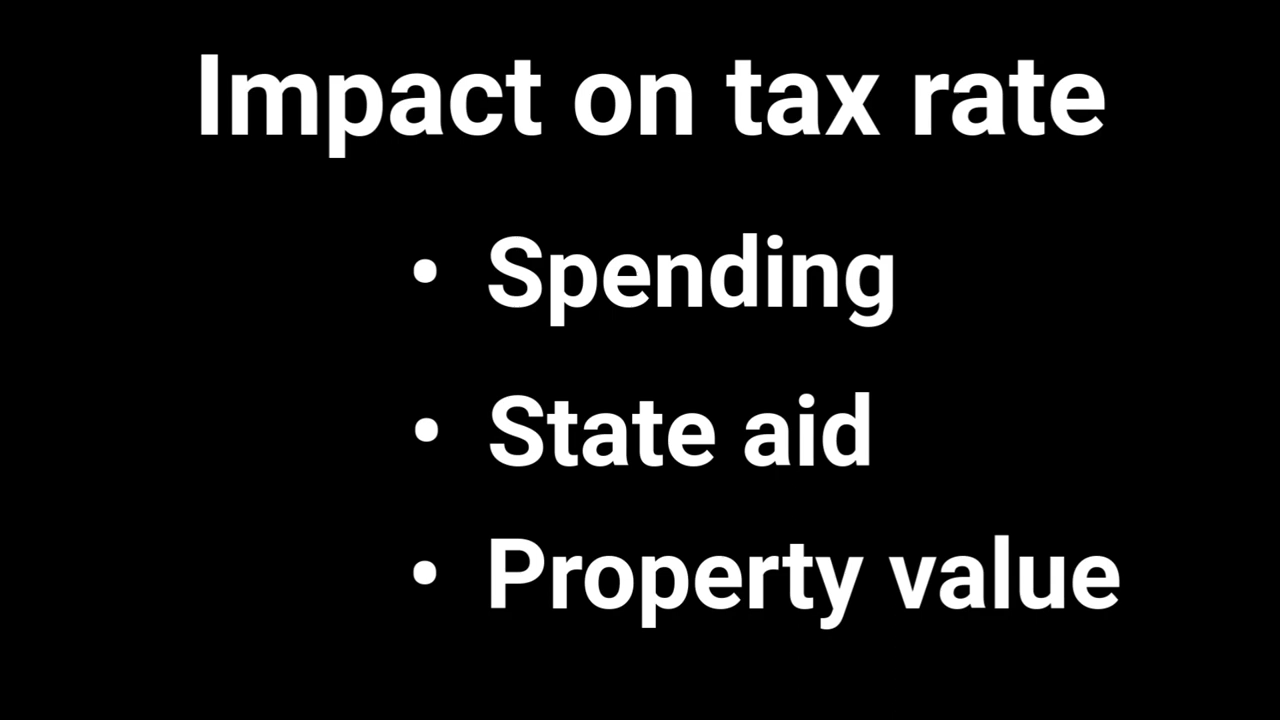 Impact on tax rate
• Spending
• State aid
• Property value